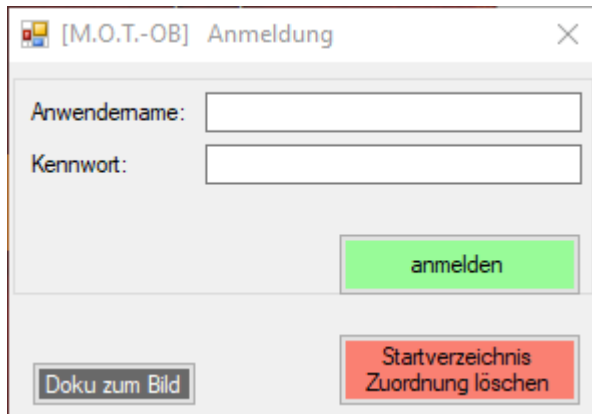 [M.O.T.-OB] Anmeldung
Anwendername:
Kennwort:
anmelden
Startverzeichnis
Zuordnung löschen
Doku zum Bild